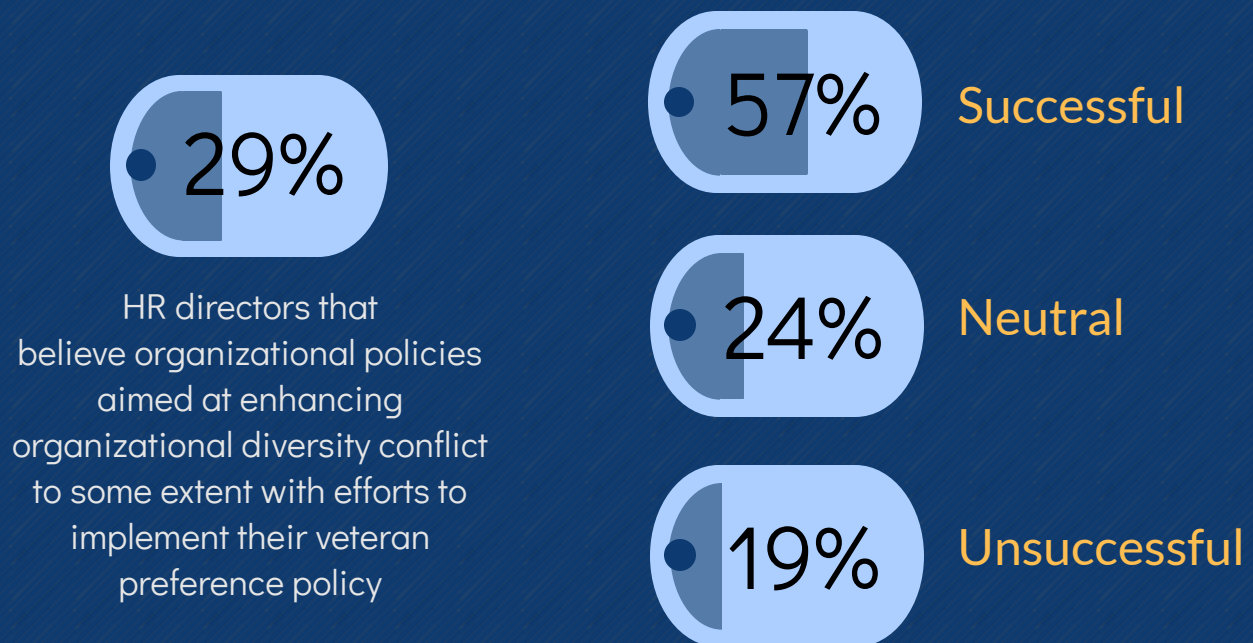 29%
HR directors that
believe organizational policies
aimed at enhancing
organizational diversity conflict
to some extent with efforts to
implement their veteran
preference policy
57%
Successful
24%
Neutral
19%
Unsuccessful